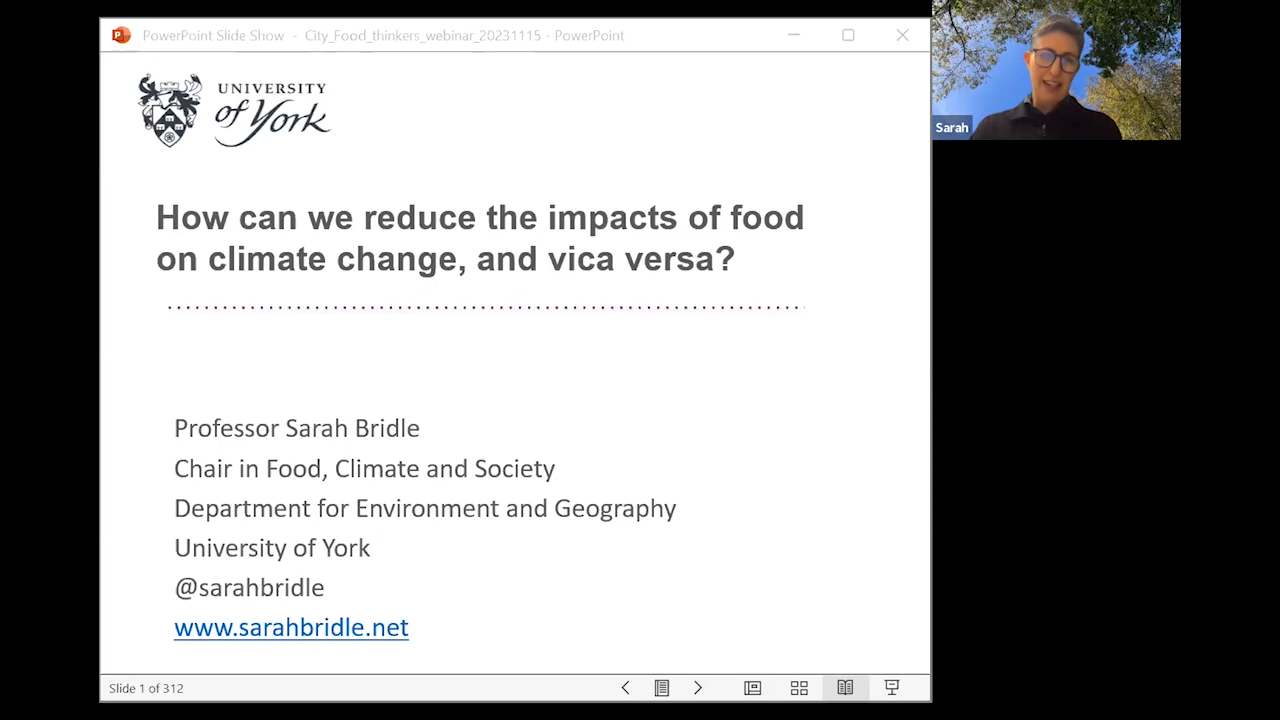 PowerPoint Slide Show - City_Food_thinkers_webinar_20231115 - PowerPoint
UNIVERSITY
of York
Sarah
How can we reduce the impacts of food
on climate change, and vica versa?
Professor Sarah Bridle
Chair in Food, Climate and Society
Department for Environment and Geography
University of York
@sarahbridle
www.sarahbridle.net
Slide 1 of 312